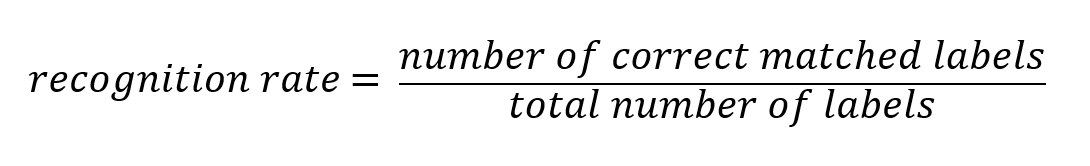 recognition rate = number of correct matched labels
total number of labels